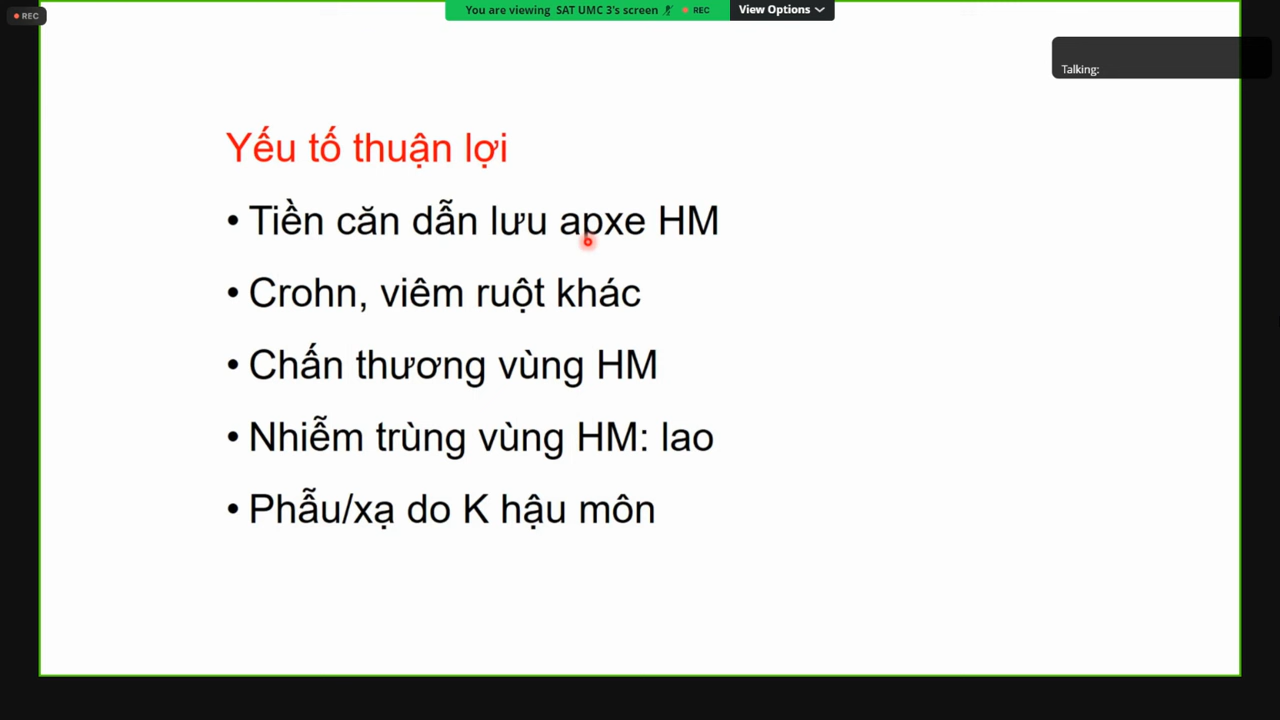 REC
You are viewing SAT UMC 3's screen REC View Options
Talking:
Yếu tố thuận lợi
• Tiền căn dẫn lưu apxe HM
• Crohn, viêm ruột khác
• Chấn thương vùng HM
• Nhiễm trùng vùng HM: lao
• Phẫu/xạ do K hậu môn